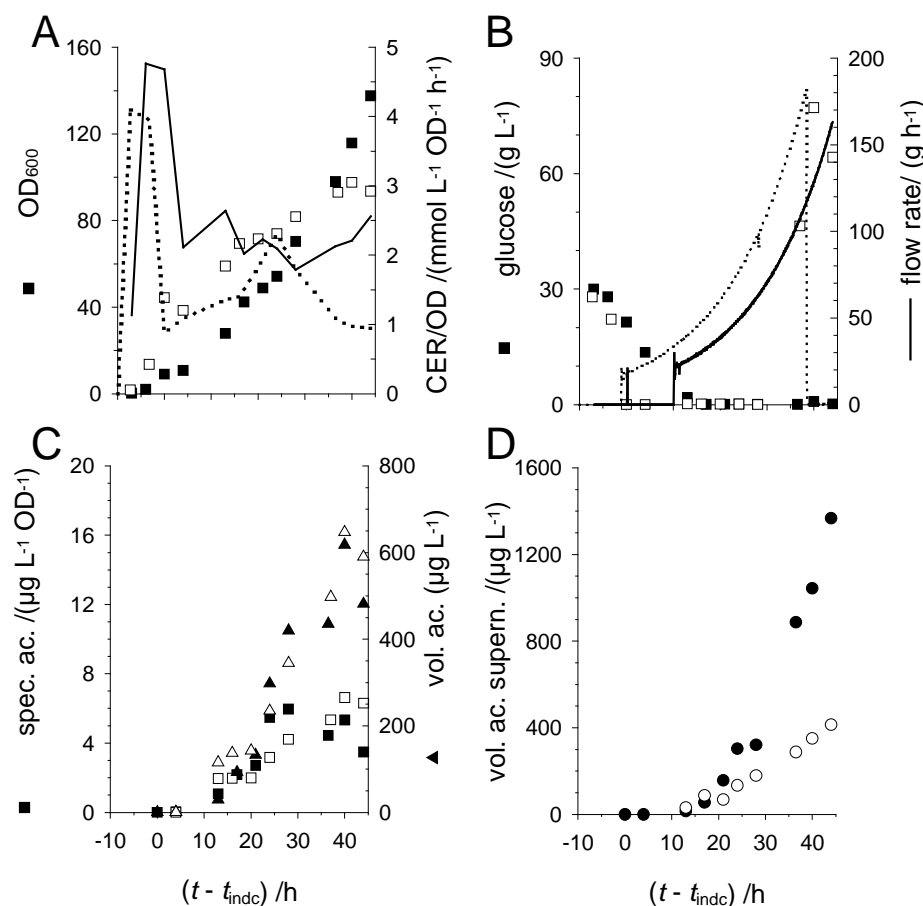 A
160
120
80
40
0
OD₆₀₀
5
4
3
2
1
0
CER/OD /(mmol L⁻¹ OD⁻¹ h⁻¹)
B
90
60
30
0
glucose /(g L⁻¹)
200
150
100
50
0
flow rate/ (g h⁻¹)
C
20
16
12
8
4
0
spec. ac. /(µg L⁻¹ OD⁻¹)
800
600
400
200
0
vol. ac. (µg L⁻¹)
-10 0 10 20 30 40
(t - t_indc) /h
D
1600
1200
800
400
0
vol. ac. supern. /(µg L⁻¹)
-10 0 10 20 30 40
(t - t_indc) /h